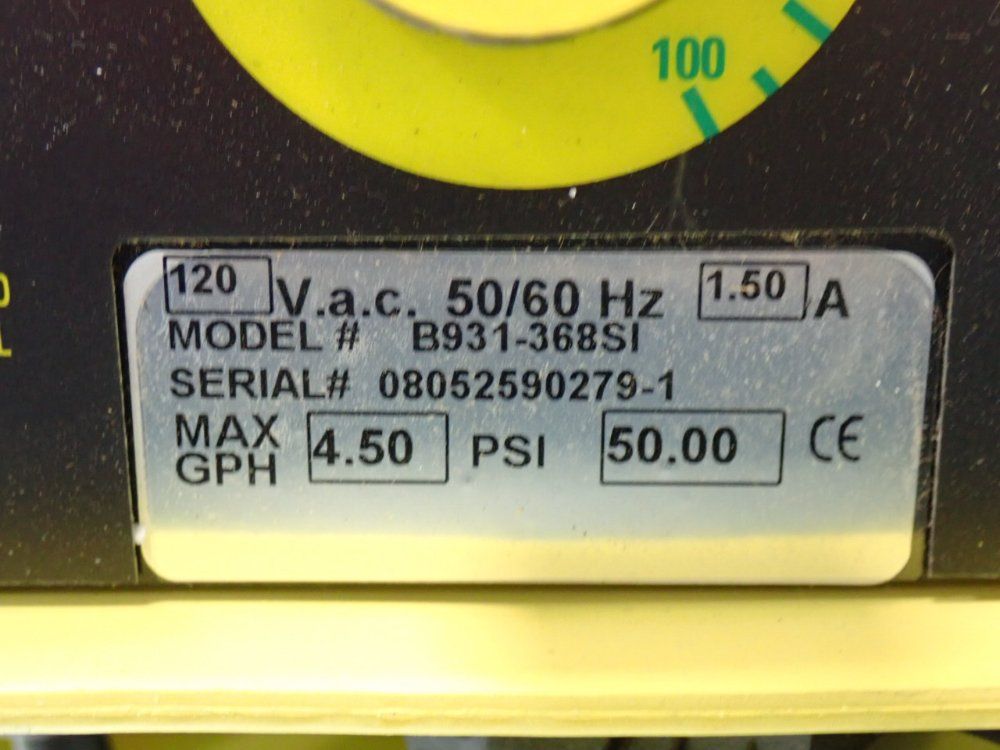 100
120 V.a.c. 50/60 Hz 1.50 A
MODEL # B931-368SI
SERIAL# 08052590279-1
MAX GPH 4.50 PSI 50.00 CE